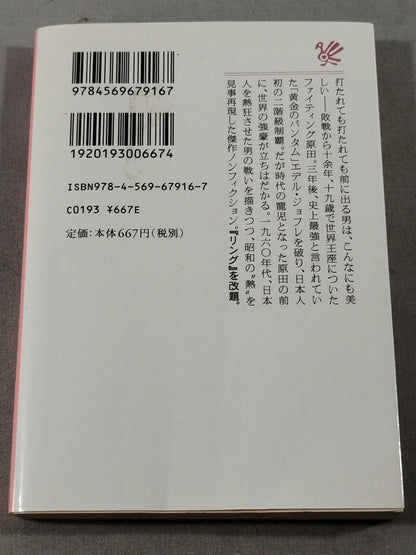 打たれても打たれても前に出る男は、こんなにも美
しい――敗戦から十余年、十九歳で世界王座についた
ファイティング原田。三年後、史上最強と言われてい
た「黄金のバンタム」エデル・ジョフレを破り、日本人
初の二階級制覇。だが時代の寵児となった原田の前
に、世界の強豪が立ちはだかる。一九六〇年代、日本
人を熱狂させた男の戦いを描きつつ、昭和の“熱”を
見事再現した傑作ノンフィクション。『リング』を改題。
9784569679167
1920193006674
ISBN978-4-569-67916-7
C0193 ¥667E
定価:本体667円(税別)